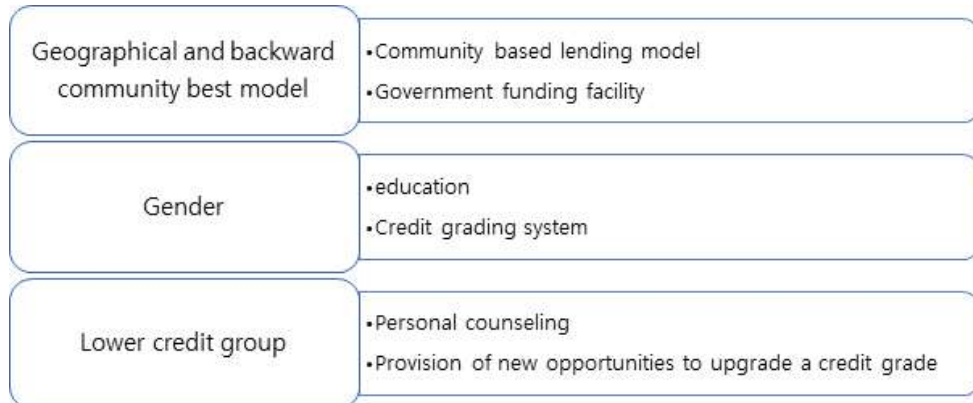 Geographical and backward
community best model
•Community based lending model
•Government funding facility
Gender
•education
•Credit grading system
Lower credit group
•Personal counseling
•Provision of new opportunities to upgrade a credit grade